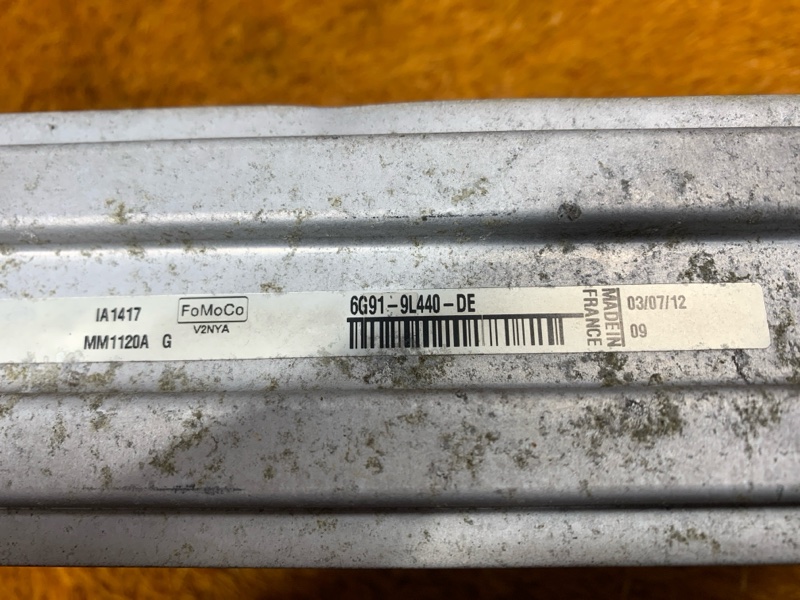 IA1417
MM1120A G
FoMoCo
V2NYA
6G91-9L440-DE
MADE IN
FRANCE
03/07/12
09